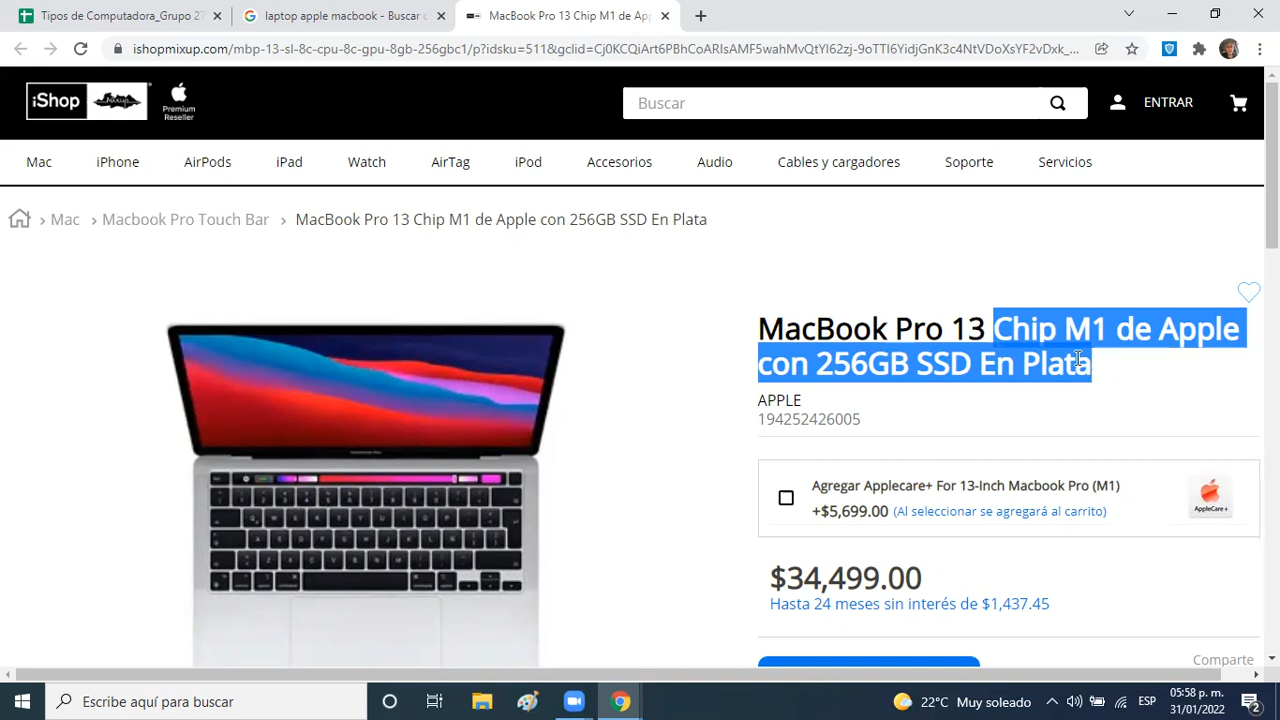 Tipos de Computadora_Grupo 2
laptop apple macbook - Buscar c
MacBook Pro 13 Chip M1 de Ap
ishopmixup.com/mbp-13-sl-8c-cpu-8c-gpu-8gb-256gbc1/p?idsku=511&gclid=Cj0KCQiArt6PBhCoARIsAMF5wahMvQtYI62zj-9oTTI6YidjGnK3c4NtVDoXsYF2vDxk_...
iShop
Premium
Reseller
Buscar
ENTRAR
Mac iPhone AirPods iPad Watch AirTag iPod Accesorios Audio Cables y cargadores Soporte Servicios
Mac > Macbook Pro Touch Bar > MacBook Pro 13 Chip M1 de Apple con 256GB SSD En Plata
MacBook Pro 13 Chip M1 de Apple
con 256GB SSD En Plata
APPLE
194252426005
Agregar Applecare+ For 13-Inch Macbook Pro (M1)
+$5,699.00 (Al seleccionar se agregará al carrito)
AppleCare+
$34,499.00
Hasta 24 meses sin interés de $1,437.45
Comparte
Escribe aquí para buscar
22°C Muy soleado
ESP
05:58 p. m.
31/01/2022
2